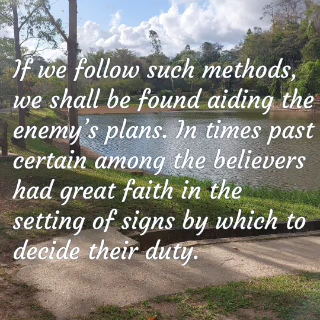 If we follow such methods,
we shall be found aiding the
enemy's plans. In times past
certain among the believers
had great faith in the
setting of signs by which to
decide their duty.